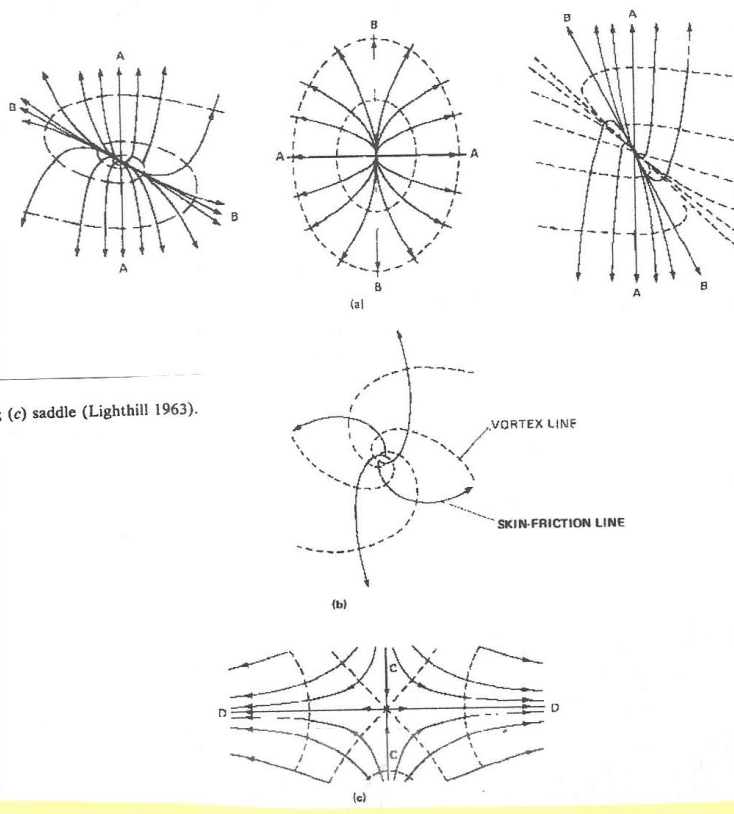 A
B
B
A
B
A
A
B
B
A
A
B
(a)
; (c) saddle (Lighthill 1963).
VORTEX LINE
SKIN-FRICTION LINE
(b)
C
D
D
C
(c)